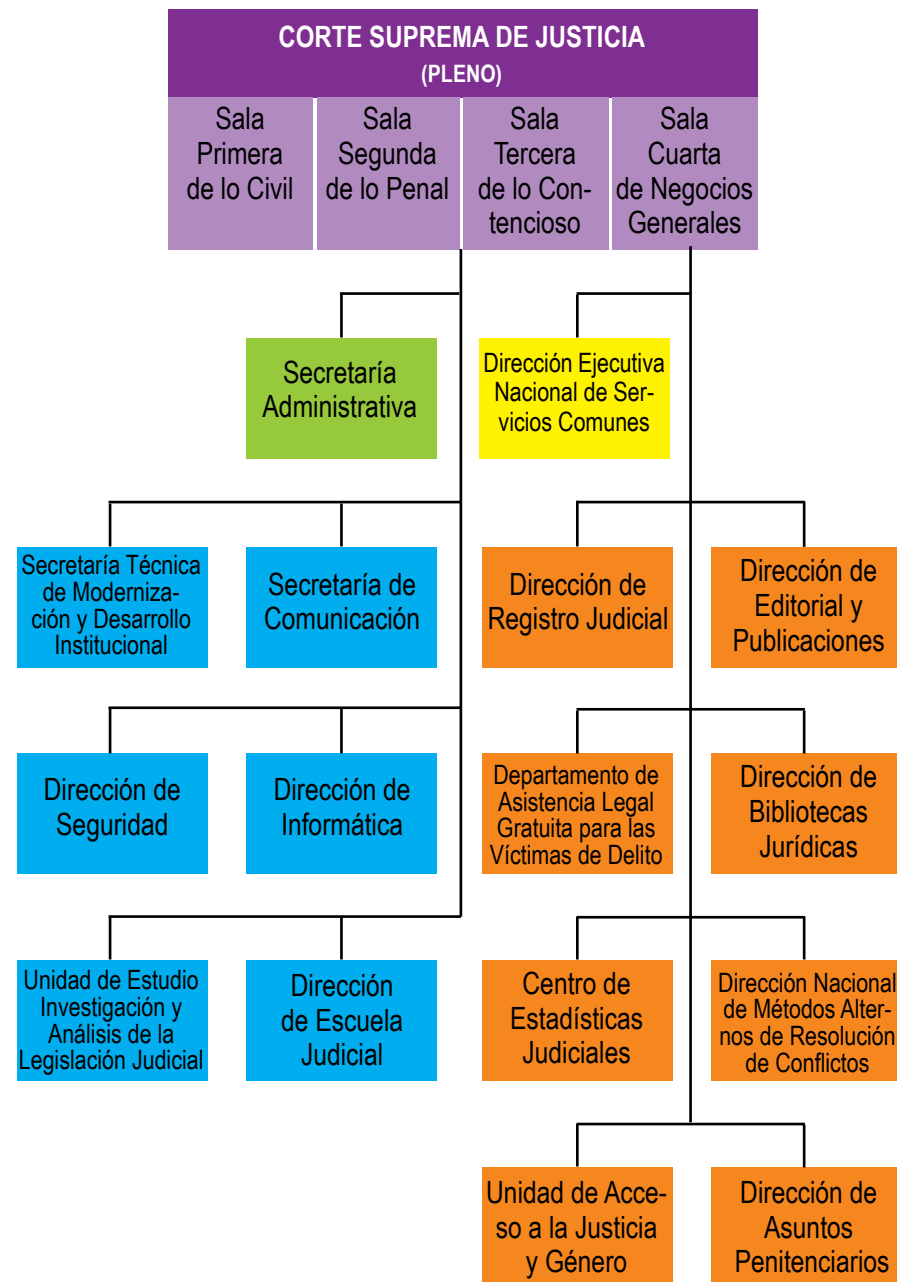 CORTE SUPREMA DE JUSTICIA
(PLENO)
Sala
Primera
de lo Civil
Sala
Segunda
de lo Penal
Sala
Tercera
de lo Con-
tencioso
Sala
Cuarta
de Negocios
Generales
Secretaría
Administrativa
Dirección Ejecutiva
Nacional de Ser-
vicios Comunes
Secretaría Técnica
de Moderniza-
ción y Desarrollo
Institucional
Secretaría de
Comunicación
Dirección de
Registro Judicial
Dirección de
Editorial y
Publicaciones
Dirección de
Seguridad
Dirección de
Informática
Departamento de
Asistencia Legal
Gratuita para las
Víctimas de Delito
Dirección de
Bibliotecas
Jurídicas
Unidad de Estudio
Investigación y
Análisis de la
Legislación Judicial
Dirección
de Escuela
Judicial
Centro de
Estadísticas
Judiciales
Dirección Nacional
de Métodos Alter-
nos de Resolución
de Conflictos
Unidad de Acce-
so a la Justicia
y Género
Dirección de
Asuntos
Penitenciarios